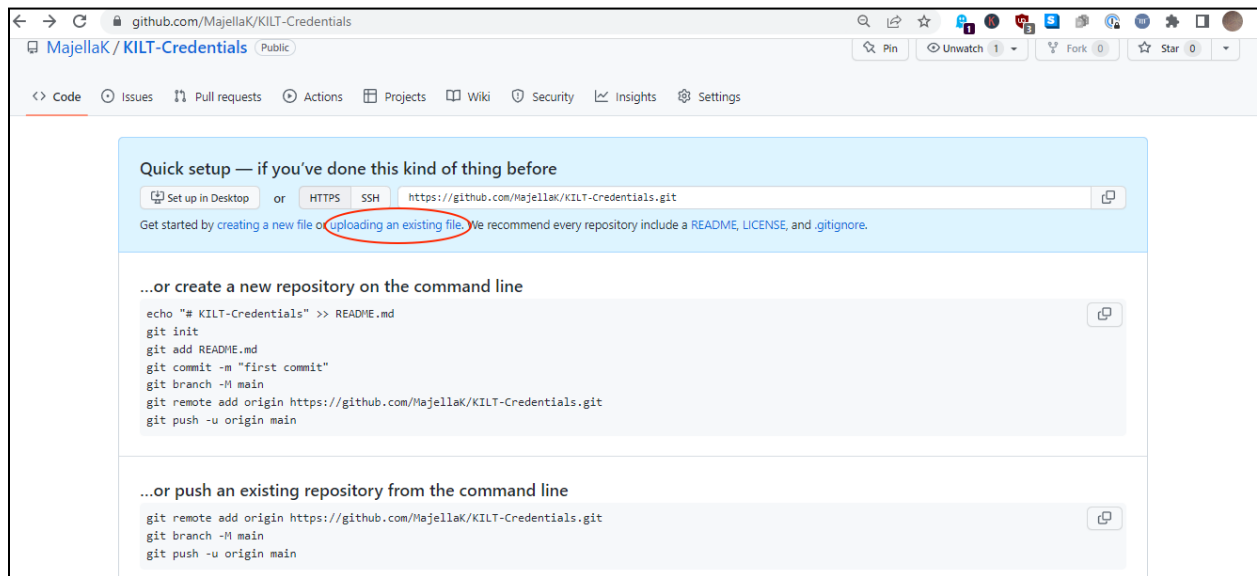 github.com/MajellaK/KILT-Credentials
1
3
MajellaK / KILT-Credentials Public
Pin
Unwatch 1
Fork 0
Star 0
Code
Issues
Pull requests
Actions
Projects
Wiki
Security
Insights
Settings
Quick setup — if you've done this kind of thing before
Set up in Desktop or HTTPS SSH https://github.com/MajellaK/KILT-Credentials.git
Get started by creating a new file or uploading an existing file. We recommend every repository include a README, LICENSE, and .gitignore.
…or create a new repository on the command line
echo "# KILT-Credentials" >> README.md
git init
git add README.md
git commit -m "first commit"
git branch -M main
git remote add origin https://github.com/MajellaK/KILT-Credentials.git
git push -u origin main
…or push an existing repository from the command line
git remote add origin https://github.com/MajellaK/KILT-Credentials.git
git branch -M main
git push -u origin main